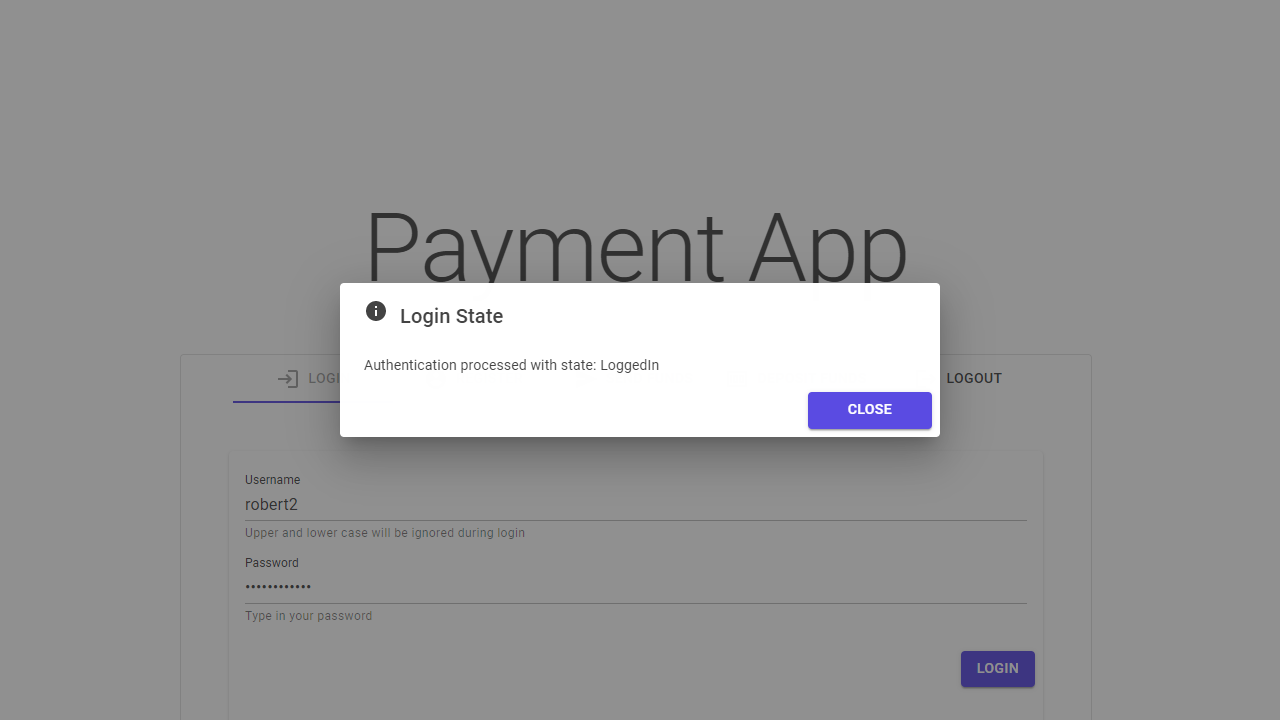 Payment App
Login State
Authentication processed with state: LoggedIn
CLOSE
LOGI
LOGOUT
Username
robert2
Upper and lower case will be ignored during login
Password
••••••••••••
Type in your password
LOGIN